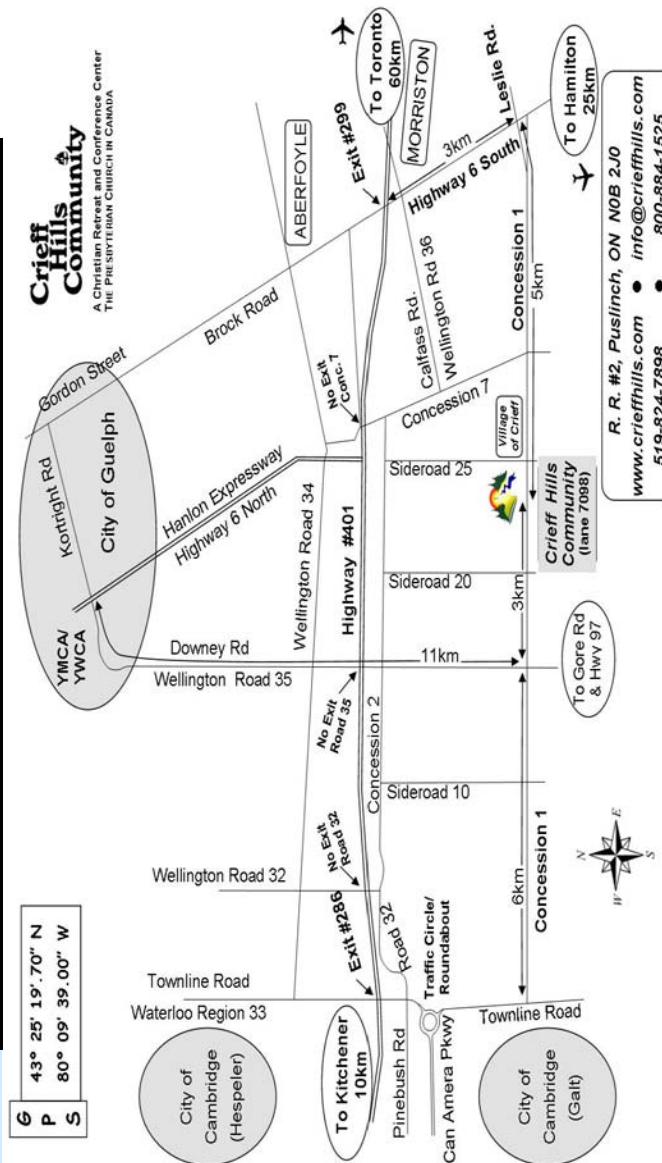 G
P
S
43° 25' 19'.70" N
80° 09' 39.00" W
Crieff
Hills
Community
A Christian Retreat and Conference Center
THE PRESBYTERIAN CHURCH IN CANADA
Gordon Street
Kortright Rd
City of Guelph
YMCA/
YWCA
Hanlon Expressway
Highway 6 North
Brock Road
ABERFOYLE
Exit #299
To Toronto
60km
MORRISTON
Downey Rd
Wellington Road 35
11km
Wellington Road 34
Highway #401
No Exit
Conc. 7
No Exit
Road 35
Concession 2
Calfass Rd.
Wellington Rd 36
Concession 7
3km
Highway 6 South
Leslie Rd.
To Hamilton
25km
Townline Road
Waterloo Region 33
Wellington Road 32
No Exit
Road 32
Exit #286
Road 32
City of
Cambridge
(Hespeler)
To Kitchener
10km
Pinebush Rd
Can Amera Pkwy
Traffic Circle/
Roundabout
Townline Road
City of
Cambridge
(Galt)
Sideroad 10
Sideroad 20
Sideroad 25
Village
of Crieff
6km
Concession 1
3km
Crieff Hills
Community
(lane 7098)
Concession 1
5km
To Gore Rd
& Hwy 97
N
W
E
S
R. R. #2, Puslinch, ON N0B 2J0
www.crieffhills.com ● info@crieffhills.com
519-824-7898 ● 800-884-1525